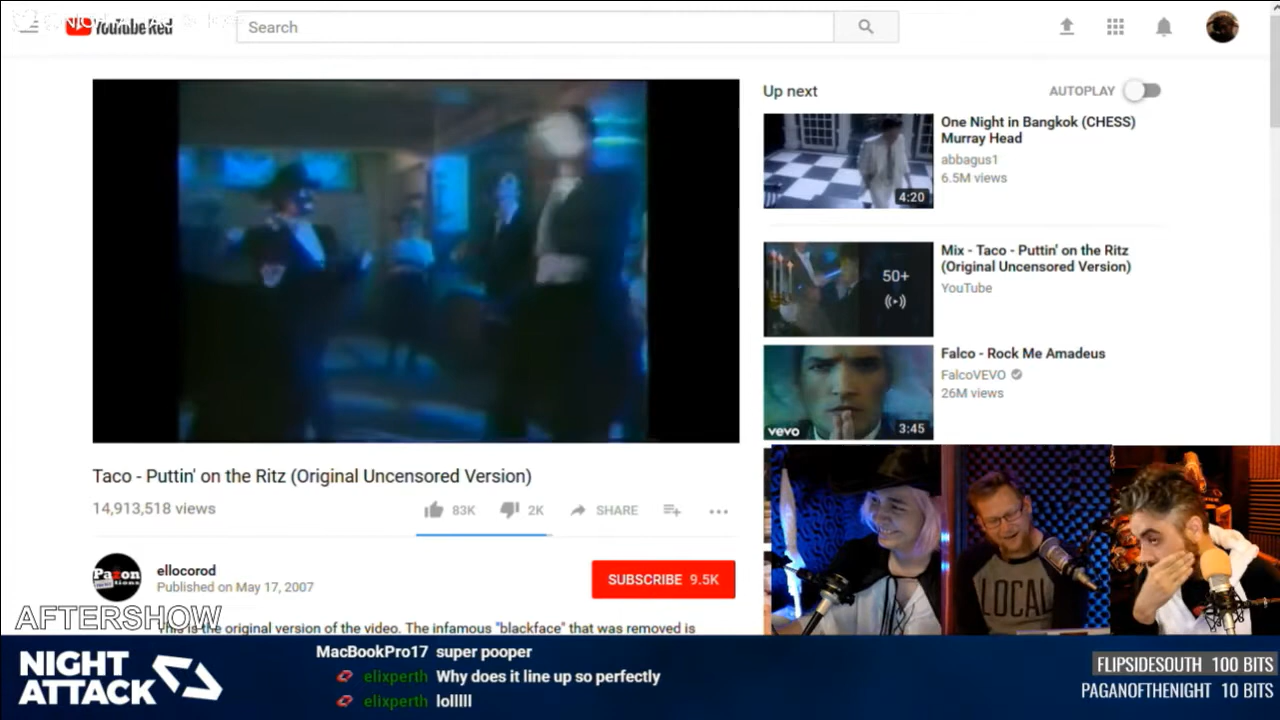 YouTube Red
Search
Up next
AUTOPLAY
One Night in Bangkok (CHESS)
Murray Head
abbagus1
6.5M views
4:20
Mix - Taco - Puttin' on the Ritz
(Original Uncensored Version)
YouTube
50+
Falco - Rock Me Amadeus
FalcoVEVO
26M views
vevo
3:45
Taco - Puttin' on the Ritz (Original Uncensored Version)
14,913,518 views
83K
2K
SHARE
ellocorod
Published on May 17, 2007
SUBSCRIBE 9.5K
This is the original version of the video. The infamous "blackface" that was removed is
AFTERSHOW
LOCAL
NIGHT
ATTACK
MacBookPro17 super pooper
elixperth Why does it line up so perfectly
elixperth lolllll
FLIPSIDESOUTH 100 BITS
PAGANOFTHENIGHT 10 BITS